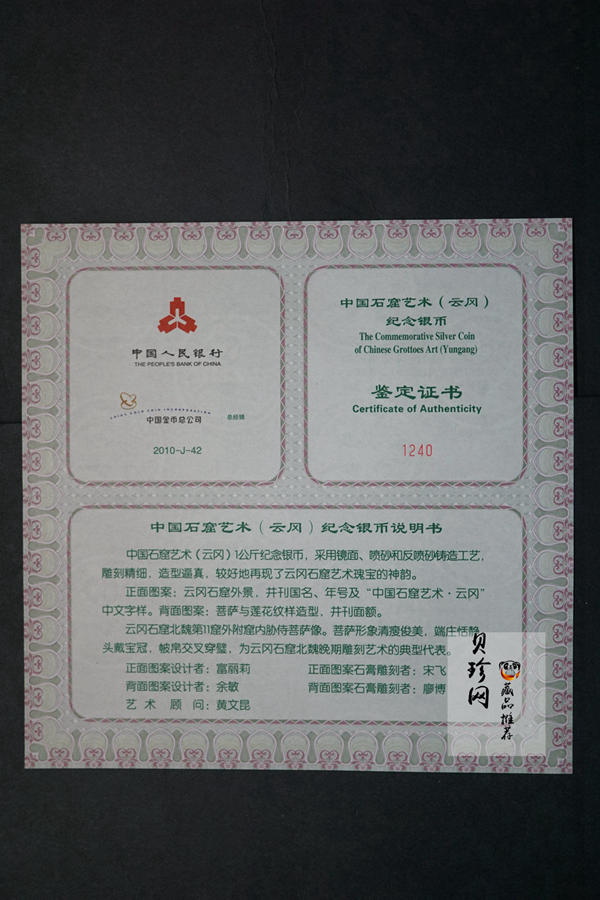 中国人民银行
THE PEOPLE'S BANK OF CHINA
CHINA GOLD COIN INCORPORATION
中国金币总公司 总经销
2010-J-42
中国石窟艺术（云冈）
纪念银币
The Commemorative Silver Coin
of Chinese Grottoes Art (Yungang)
鉴定证书
Certificate of Authenticity
1240
中国石窟艺术（云冈）纪念银币说明书
中国石窟艺术（云冈）1公斤纪念银币，采用镜面、喷砂和反喷砂铸造工艺，
雕刻精细，造型逼真，较好地再现了云冈石窟艺术瑰宝的神韵。
正面图案：云冈石窟外景，并刊国名、年号及“中国石窟艺术·云冈”
中文字样。背面图案：菩萨与莲花纹样造型，并刊面额。
云冈石窟北魏第11窟外附窟内胁侍菩萨像。菩萨形象清瘦俊美，端庄恬静，
头戴宝冠，帔帛交叉穿璧，为云冈石窟北魏晚期雕刻艺术的典型代表。
正面图案设计者：富丽莉 正面图案石膏雕刻者：宋飞
背面图案设计者：余敏 背面图案石膏雕刻者：廖博
艺术顾问：黄文昆
贝珍网
藏品推荐